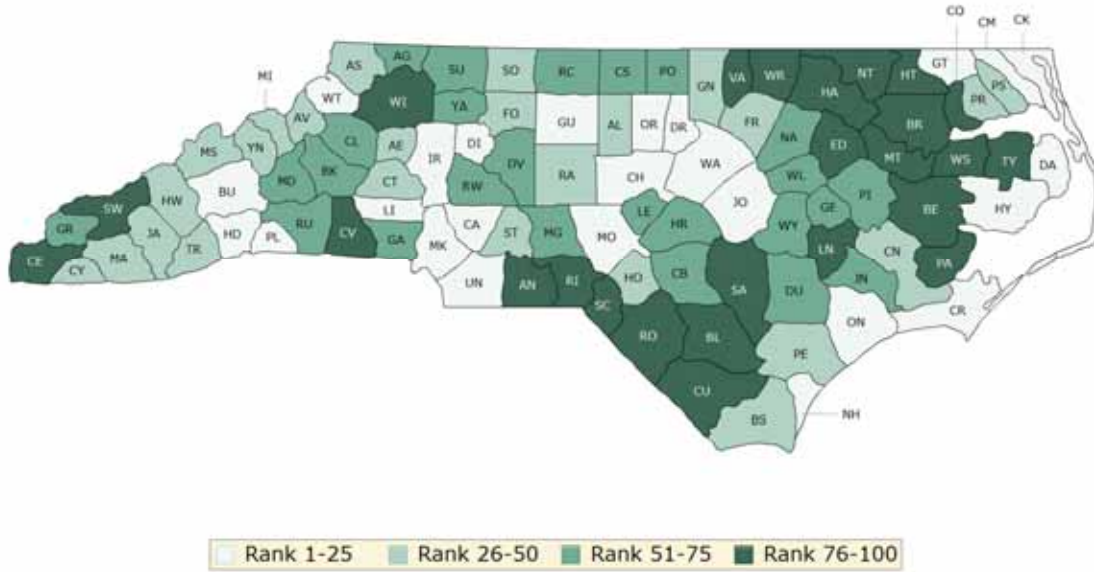 CO
CM
CK
MI
AS
AG
SU
SO
RC
CS
PO
GN
VA
WR
NT
HT
GT
WT
WI
YA
FO
GU
AL
OR
DR
FR
HA
BR
PR
PS
AV
MS
YN
CL
AE
IR
DI
DV
RA
CH
WA
NA
ED
MT
WS
TY
DA
BU
MD
BK
CT
RW
WL
PI
BE
HY
SW
HW
LI
JO
GR
JA
TR
HD
PL
RU
CV
GA
MK
CA
ST
MG
MO
LE
HR
WY
GE
LN
CN
PA
CE
CY
MA
UN
AN
RI
SC
HO
CB
SA
DU
JN
CR
ON
RO
BL
PE
CU
BS
NH
Rank 1-25 Rank 26-50 Rank 51-75 Rank 76-100